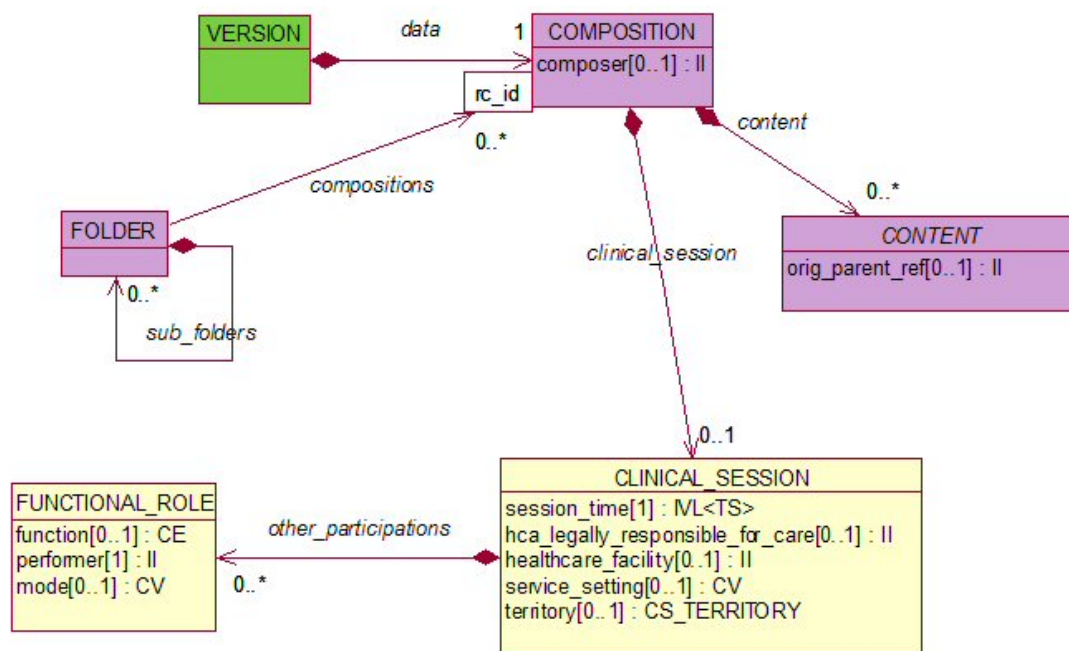 VERSION
data
1
COMPOSITION
composer[0..1] : II
rc_id
0..*
content
0..*
compositions
FOLDER
0..*
sub_folders
clinical_session
CONTENT
orig_parent_ref[0..1] : II
0..1
FUNCTIONAL_ROLE
function[0..1] : CE
performer[1] : II
mode[0..1] : CV
other_participations
0..*
CLINICAL_SESSION
session_time[1] : IVL<TS>
hca_legally_responsible_for_care[0..1] : II
healthcare_facility[0..1] : II
service_setting[0..1] : CV
territory[0..1] : CS_TERRITORY